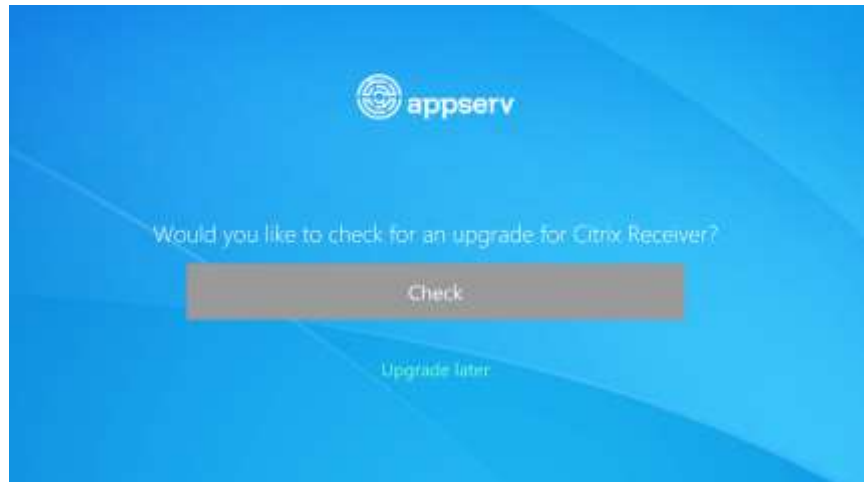 appserv
Would you like to check for an upgrade for Citrix Receiver?
Check
Upgrade later